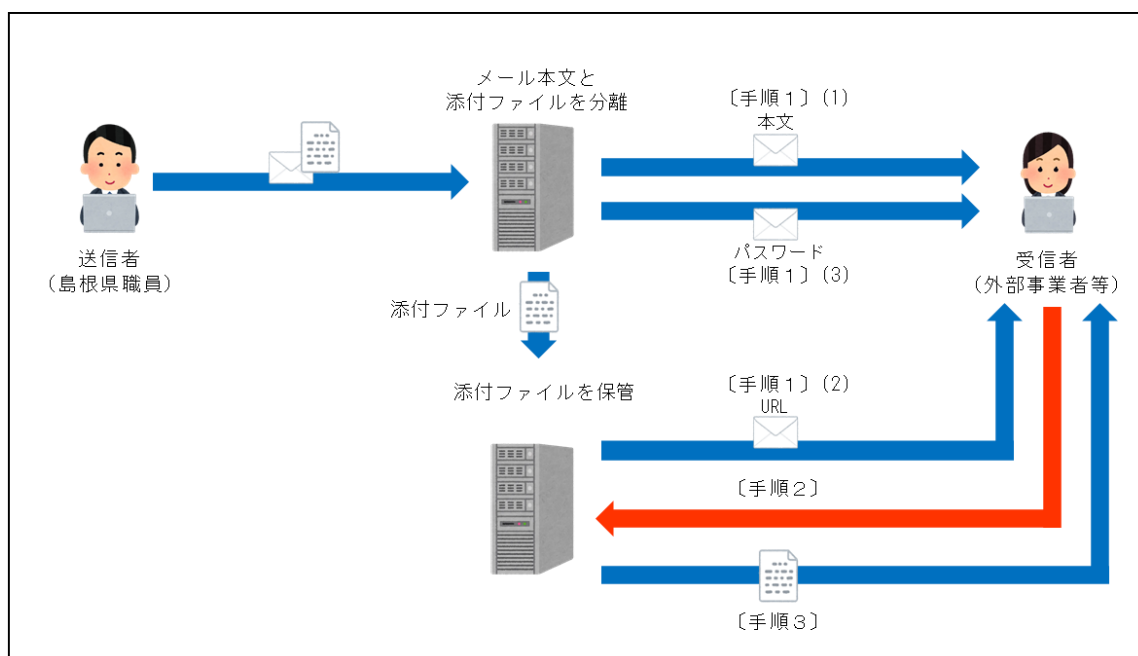 メール本文と
添付ファイルを分離
〔手順１〕(1)
本文
パスワード
〔手順１〕(3)
送信者
（島根県職員）
受信者
（外部事業者等）
添付ファイル
添付ファイルを保管
〔手順１〕(2)
URL
〔手順２〕
〔手順３〕